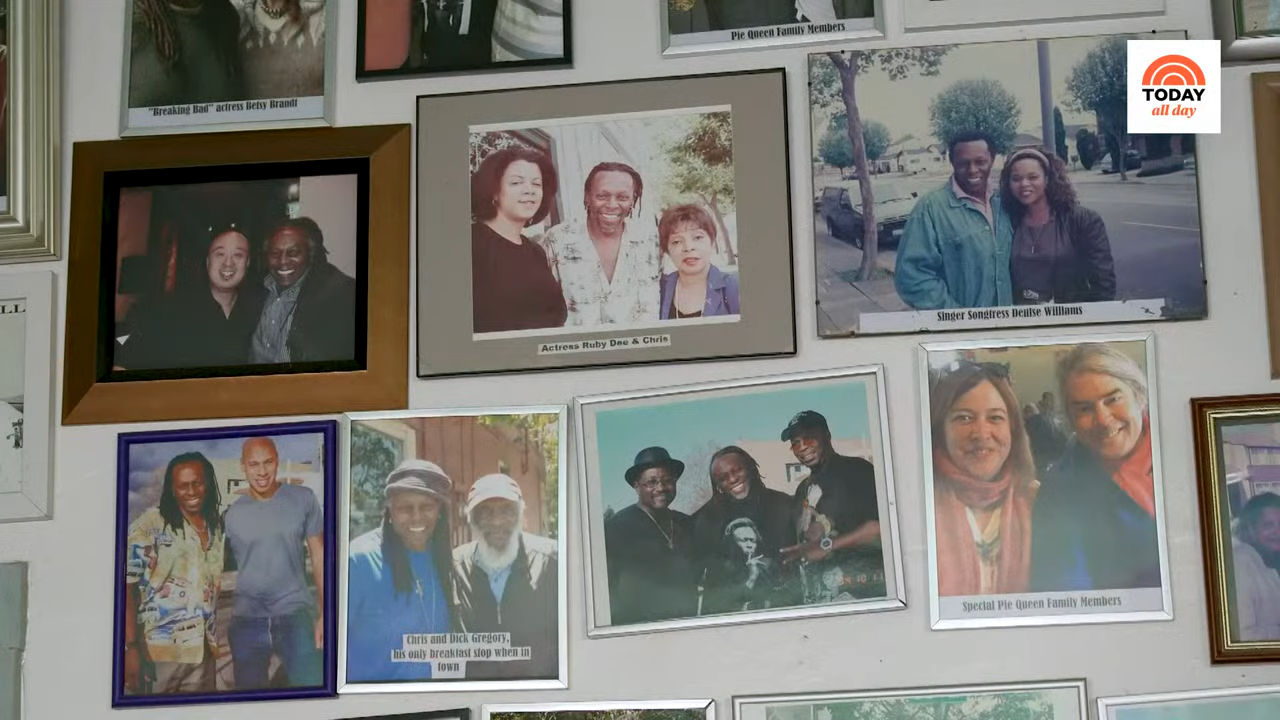 Pie Queen Family Members
TODAY
all day
"Breaking Bad" actress Betsy Brandt
Actress Ruby Dee & Chris
Singer Songtress Denise Williams
LL
Chris and Dick Gregory,
his only breakfast stop when in
town
Special Pie Queen Family Members